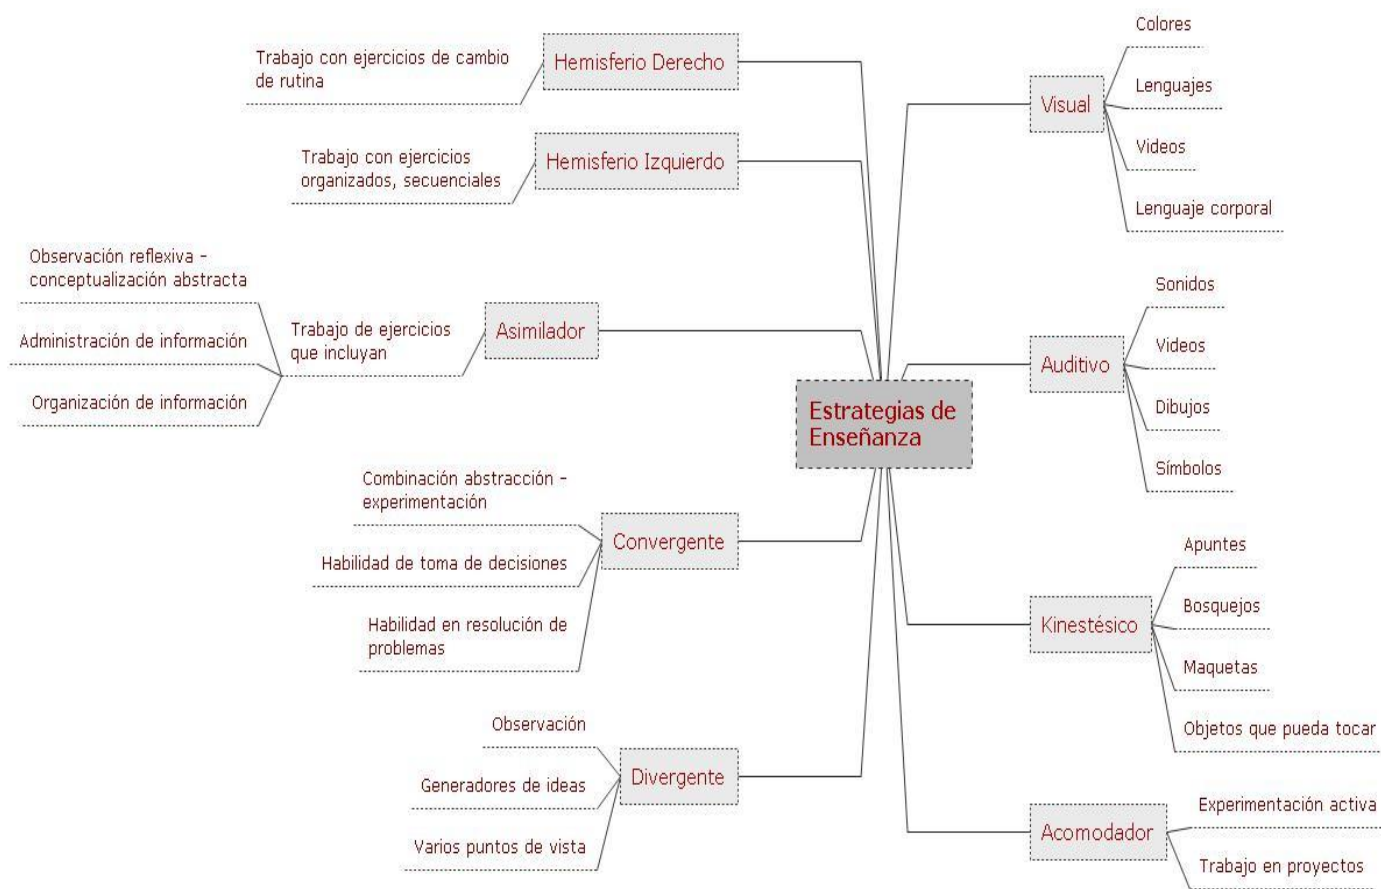 Estrategias de
Enseñanza
Hemisferio Derecho
Trabajo con ejercicios de cambio
de rutina
Hemisferio Izquierdo
Trabajo con ejercicios
organizados, secuenciales
Asimilador
Trabajo de ejercicios
que incluyan
Observación reflexiva -
conceptualización abstracta
Administración de información
Organización de información
Convergente
Combinación abstracción -
experimentación
Habilidad de toma de decisiones
Habilidad en resolución de
problemas
Divergente
Observación
Generadores de ideas
Varios puntos de vista
Visual
Colores
Lenguajes
Videos
Lenguaje corporal
Auditivo
Sonidos
Videos
Dibujos
Símbolos
Kinestésico
Apuntes
Bosquejos
Maquetas
Objetos que pueda tocar
Acomodador
Experimentación activa
Trabajo en proyectos